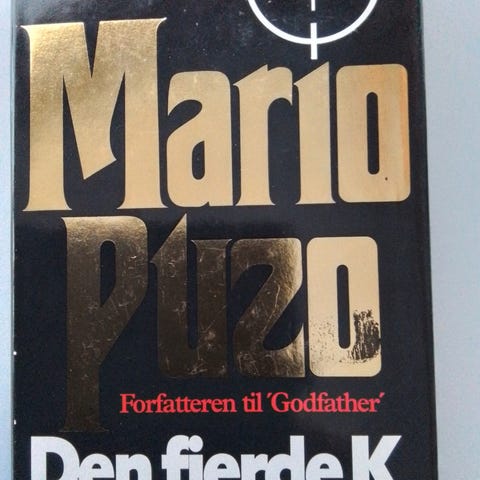 Mario
Puzo
Forfatteren til ´Godfather´
Den fjerde K